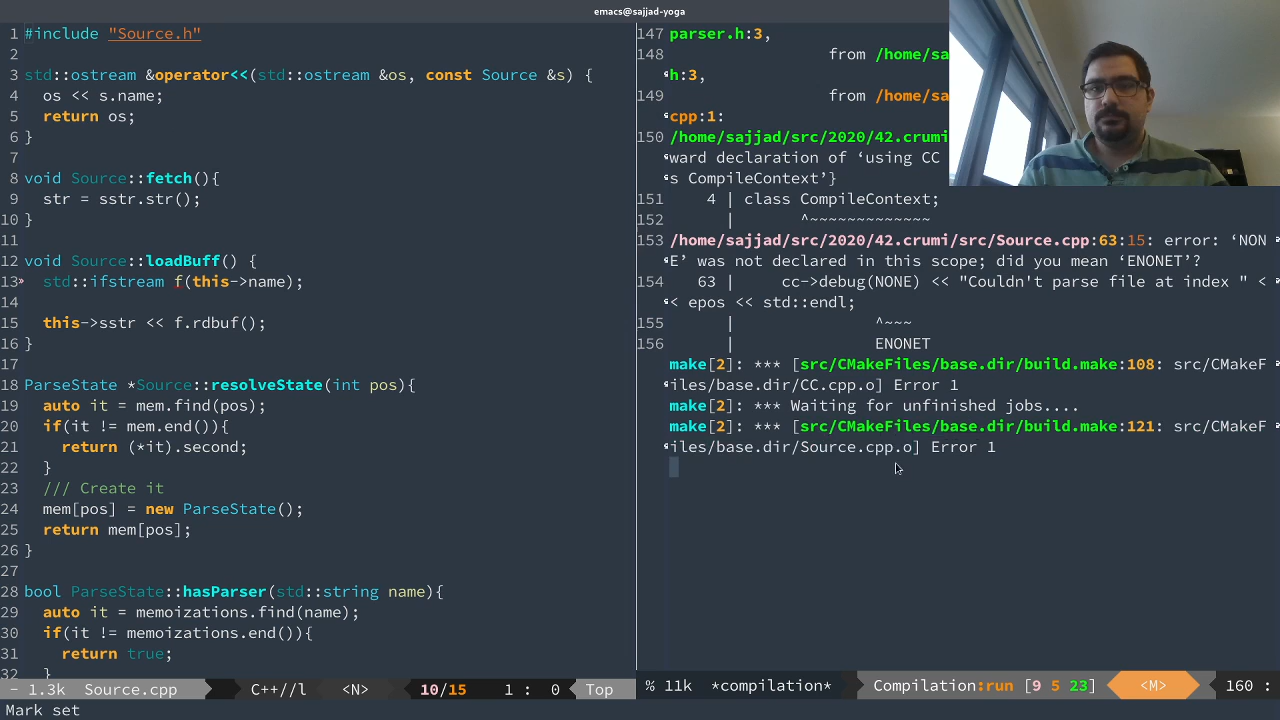 emacs@sajjad-yoga
1 #include "Source.h"
2
3 std::ostream &operator<<(std::ostream &os, const Source &s) {
4 os << s.name;
5 return os;
6 }
7
8 void Source::fetch(){
9 str = sstr.str();
10 }
11
12 void Source::loadBuff() {
13» std::ifstream f(this->name);
14
15 this->sstr << f.rdbuf();
16 }
17
18 ParseState *Source::resolveState(int pos){
19 auto it = mem.find(pos);
20 if(it != mem.end()){
21 return (*it).second;
22 }
23 /// Create it
24 mem[pos] = new ParseState();
25 return mem[pos];
26 }
27
28 bool ParseState::hasParser(std::string name){
29 auto it = memoizations.find(name);
30 if(it != memoizations.end()){
31 return true;
32 }
- 1.3k Source.cpp C++//l <N> 10/15 1 : 0 Top
Mark set
147 parser.h:3,
148 from /home/sa
h:3,
149 from /home/sa
cpp:1:
150 /home/sajjad/src/2020/42.crumi
ward declaration of ‘using CC
s CompileContext’}
151 4 | class CompileContext;
152 | ^~~~~~~~~~~~~~
153 /home/sajjad/src/2020/42.crumi/src/Source.cpp:63:15: error: ‘NON
E’ was not declared in this scope; did you mean ‘ENONET’?
154 63 | cc->debug(NONE) << "Couldn't parse file at index " <
< epos << std::endl;
155 | ^~~~
156 | ENONET
make[2]: *** [src/CMakeFiles/base.dir/build.make:108: src/CMakeF
iles/base.dir/CC.cpp.o] Error 1
make[2]: *** Waiting for unfinished jobs....
make[2]: *** [src/CMakeFiles/base.dir/build.make:121: src/CMakeF
iles/base.dir/Source.cpp.o] Error 1
% 11k *compilation* Compilation:run [9 5 23] <M> 160 :